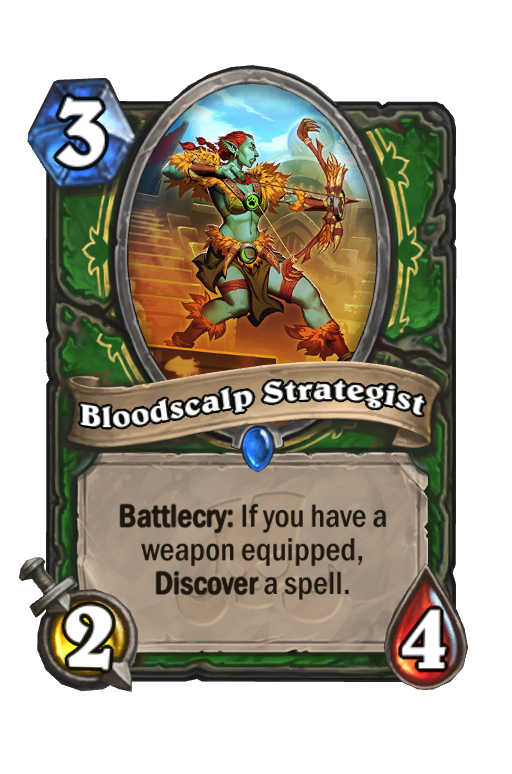 3
Bloodscalp Strategist
Battlecry: If you have a
weapon equipped,
Discover a spell.
2
4